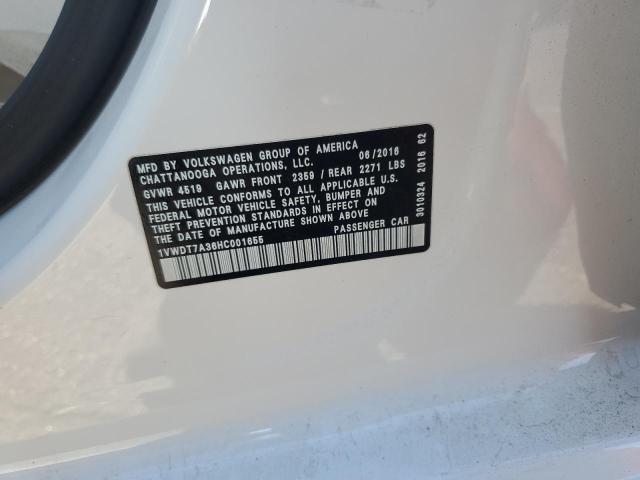 MFD BY VOLKSWAGEN GROUP OF AMERICA
CHATTANOOGA OPERATIONS, LLC. 06/2016
GVWR 4519 GAWR FRONT 2359 / REAR 2271 LBS
THIS VEHICLE CONFORMS TO ALL APPLICABLE U.S.
FEDERAL MOTOR VEHICLE SAFETY, BUMPER AND
THEFT PREVENTION STANDARDS IN EFFECT ON
THE DATE OF MANUFACTURE SHOWN ABOVE
1VWDT7A36HC001655 PASSENGER CAR
3010324 2016 62